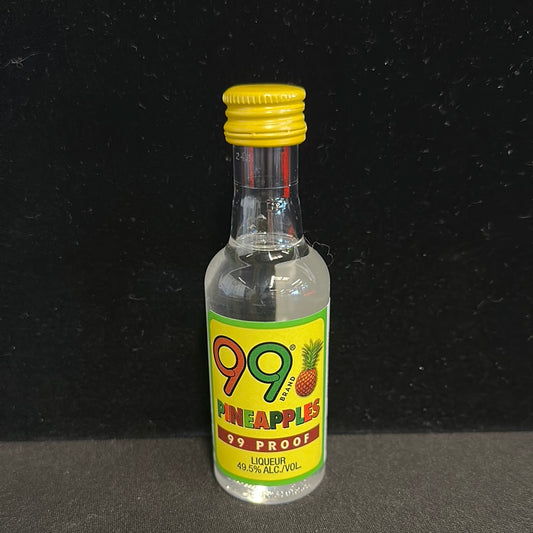 99®
BRAND
PINEAPPLES
99 PROOF
LIQUEUR
49.5% ALC./VOL.